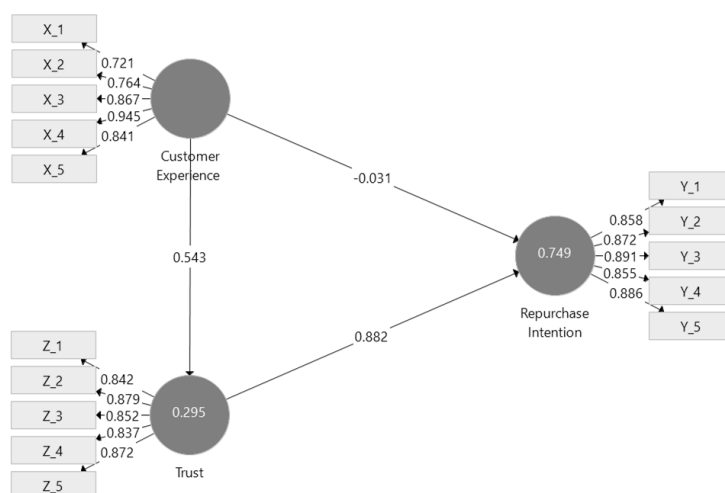 X_1
X_2
X_3
X_4
X_5
0.721
0.764
0.867
0.945
0.841
Customer
Experience
-0.031
0.543
0.882
0.749
Repurchase
Intention
0.858
0.872
0.891
0.855
0.886
Y_1
Y_2
Y_3
Y_4
Y_5
Z_1
Z_2
Z_3
Z_4
Z_5
0.842
0.879
0.852
0.837
0.872
0.295
Trust